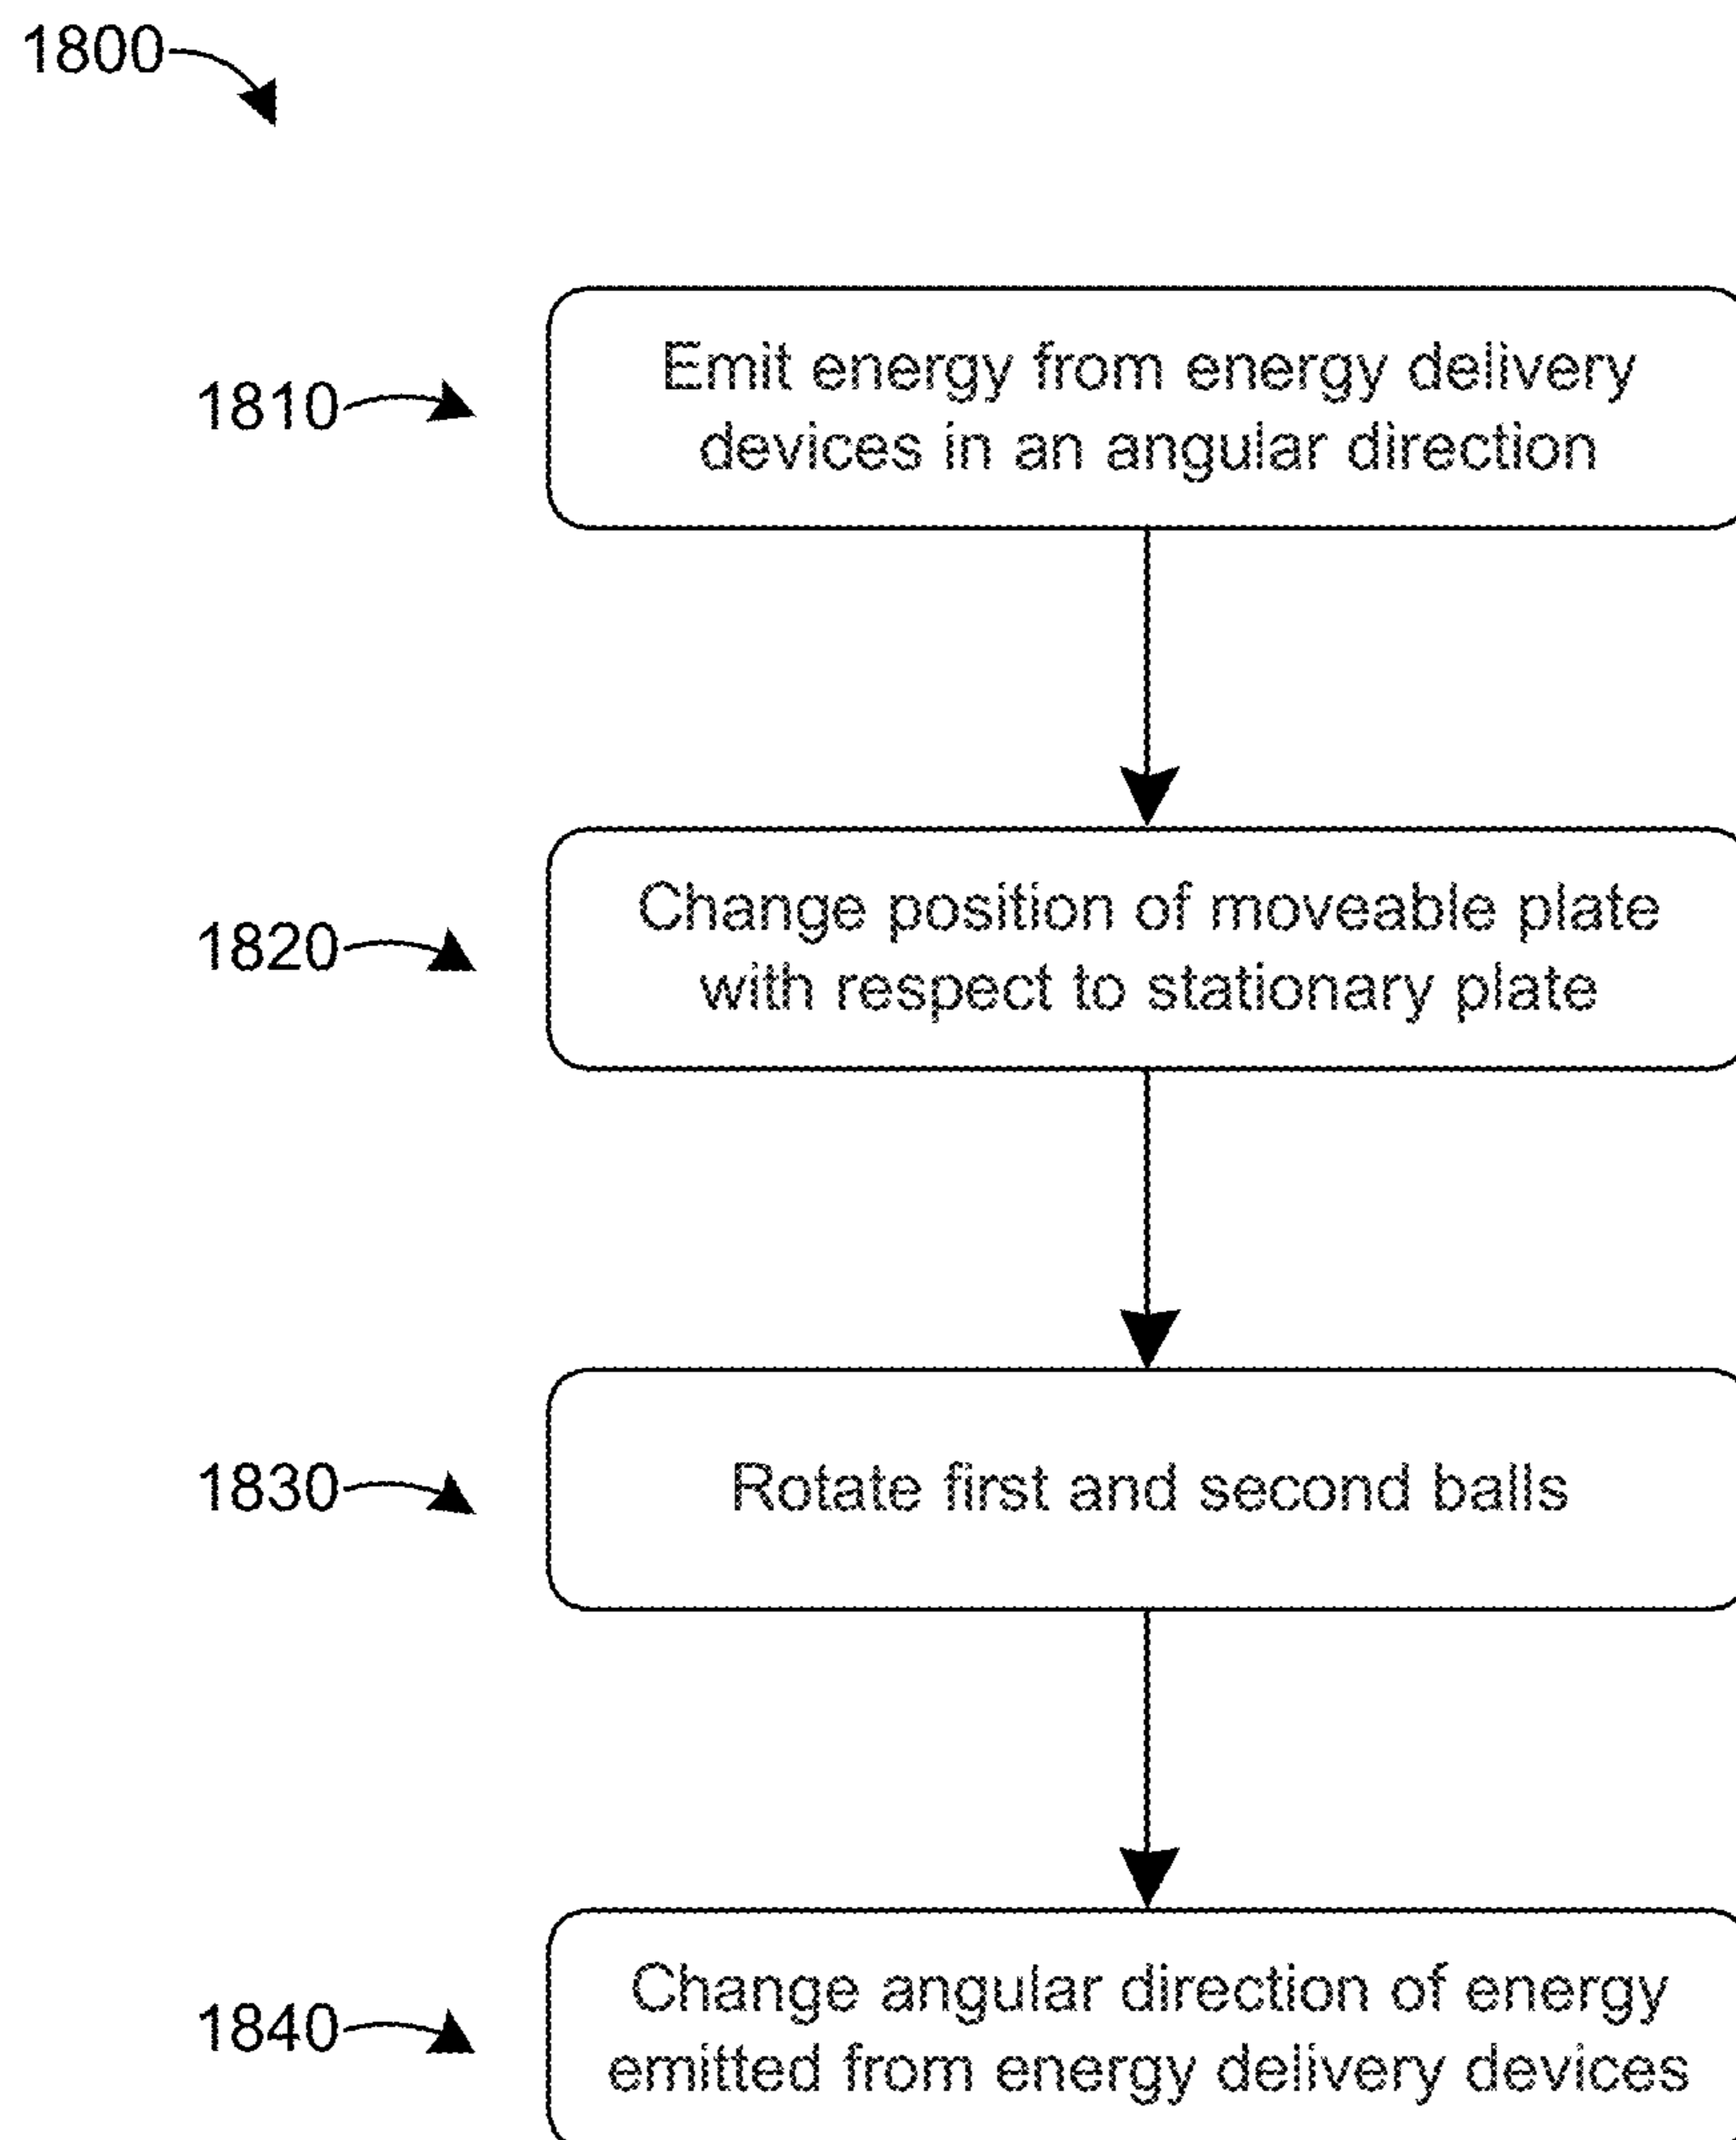 1800
1810
Emit energy from energy delivery
devices in an angular direction
1820
Change position of moveable plate
with respect to stationary plate
1830
Rotate first and second balls
1840
Change angular direction of energy
emitted from energy delivery devices